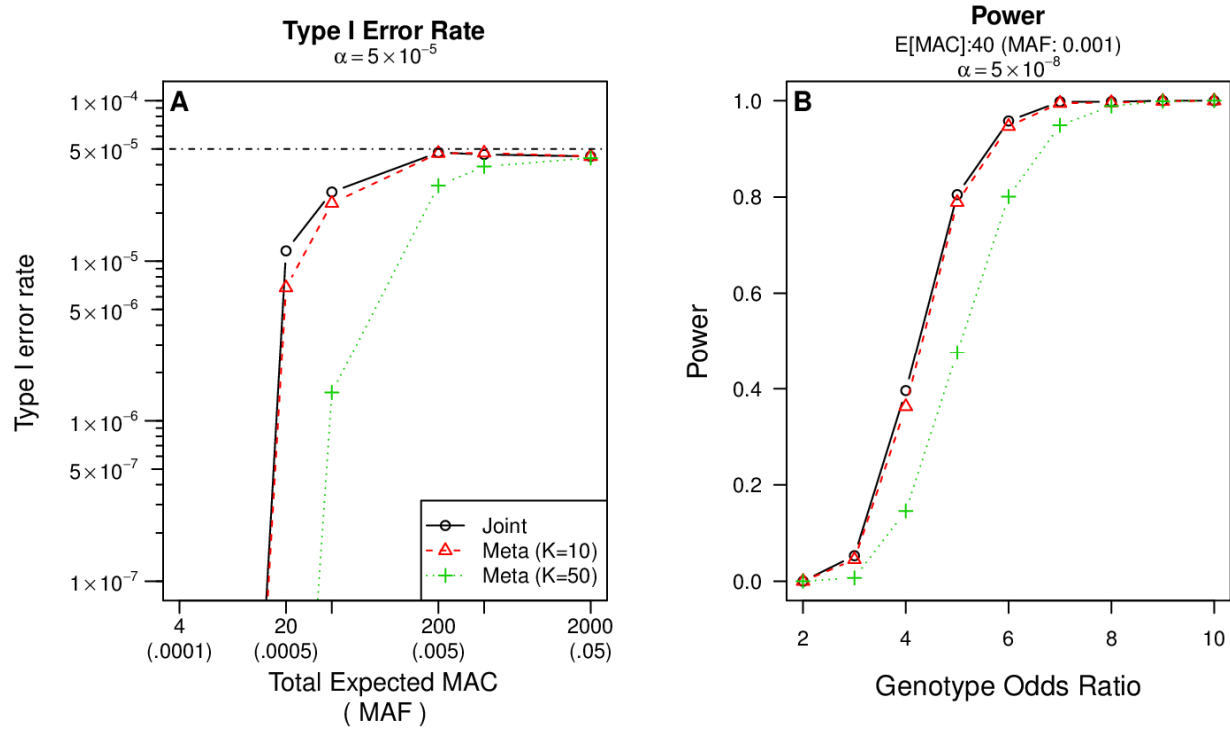 Type I Error Rate
α = 5 × 10⁻⁵
A
1 × 10⁻⁴
5 × 10⁻⁵
1 × 10⁻⁵
5 × 10⁻⁶
1 × 10⁻⁶
5 × 10⁻⁷
1 × 10⁻⁷
Type I error rate
Joint
Meta (K=10)
Meta (K=50)
4 20 200 2000
(.0001) (.0005) (.005) (.05)
Total Expected MAC
( MAF )
Power
E[MAC]:40 (MAF: 0.001)
α = 5 × 10⁻⁸
B
1.0
0.8
0.6
0.4
0.2
0.0
Power
2 4 6 8 10
Genotype Odds Ratio